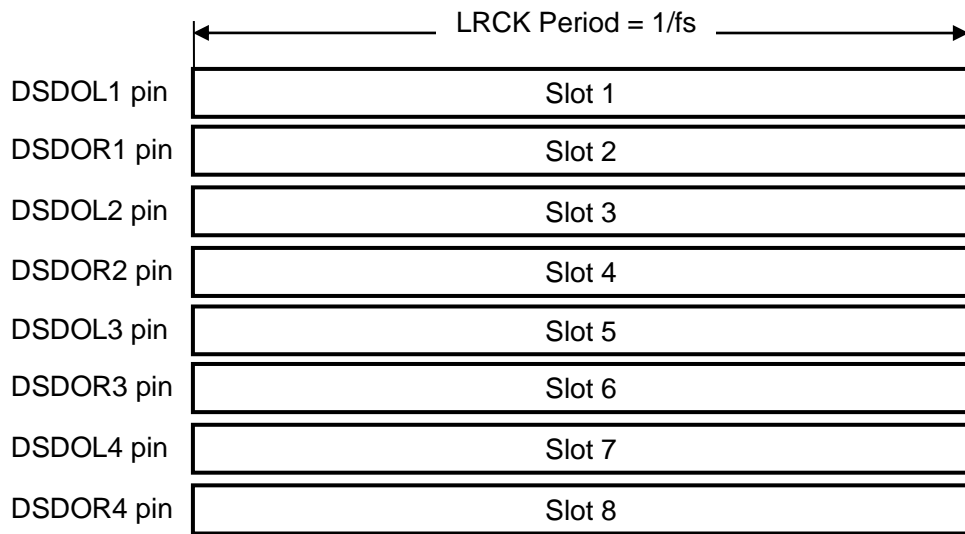 LRCK Period = 1/fs
DSDOL1 pin Slot 1
DSDOR1 pin Slot 2
DSDOL2 pin Slot 3
DSDOR2 pin Slot 4
DSDOL3 pin Slot 5
DSDOR3 pin Slot 6
DSDOL4 pin Slot 7
DSDOR4 pin Slot 8